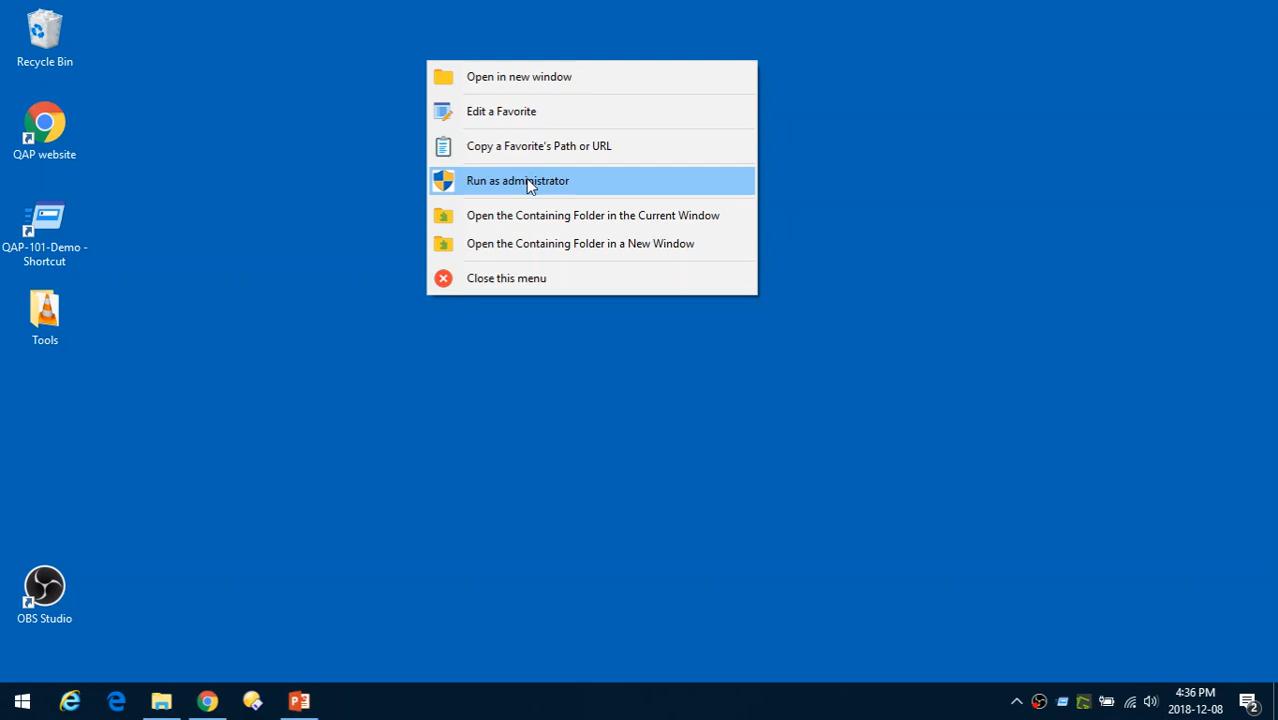 Recycle Bin
QAP website
QAP-101-Demo -
Shortcut
Tools
OBS Studio
Open in new window
Edit a Favorite
Copy a Favorite's Path or URL
Run as administrator
Open the Containing Folder in the Current Window
Open the Containing Folder in a New Window
Close this menu
4:36 PM
2018-12-08
2